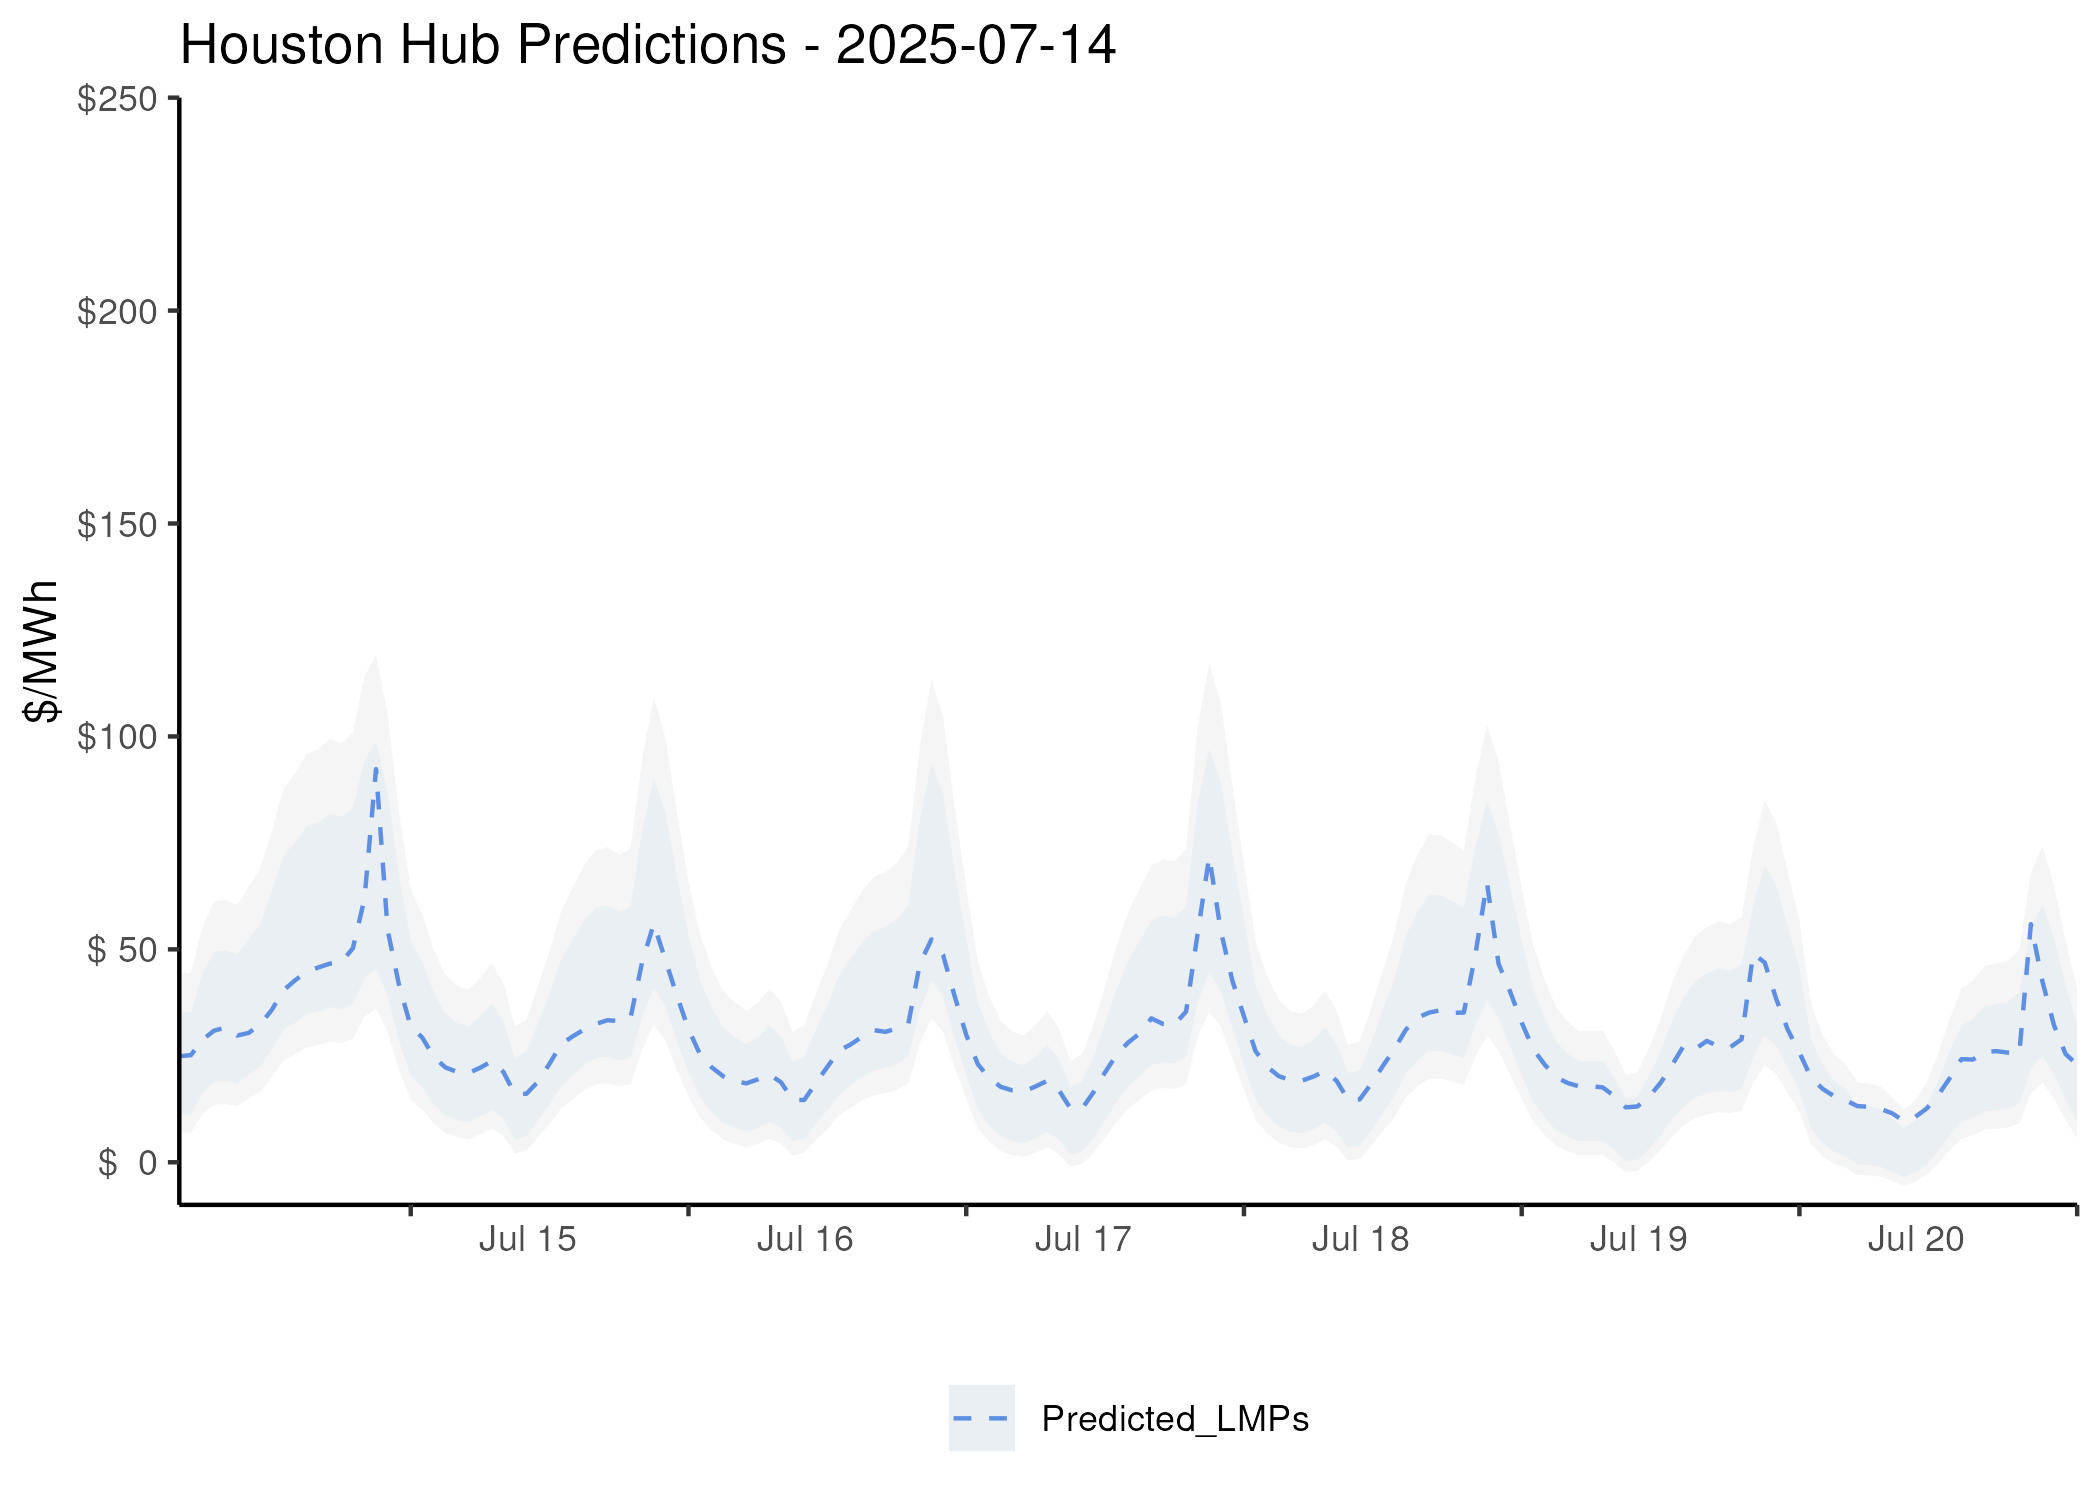 Houston Hub Predictions - 2025-07-14
$250
$200
$150
$100
$ 50
$  0
$/MWh
Jul 15
Jul 16
Jul 17
Jul 18
Jul 19
Jul 20
Predicted_LMPs